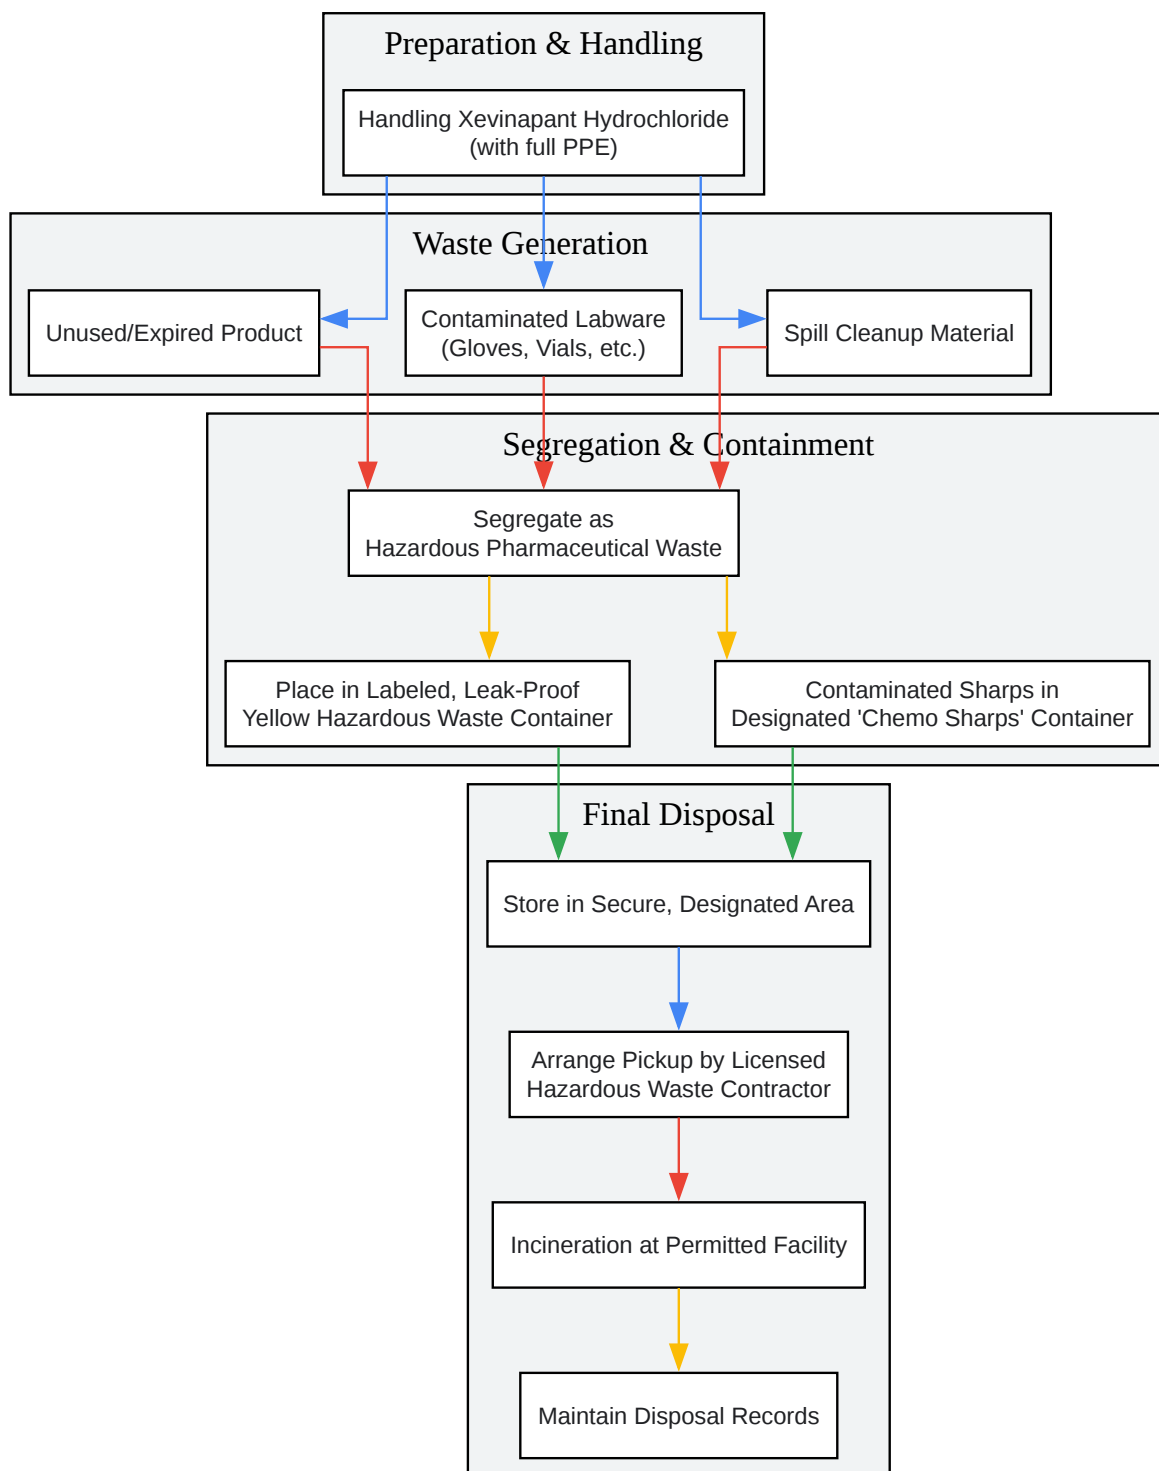 Preparation & Handling
Handling Xevinapant Hydrochloride
(with full PPE)
Waste Generation
Unused/Expired Product
Contaminated Labware
(Gloves, Vials, etc.)
Spill Cleanup Material
Segregation & Containment
Segregate as
Hazardous Pharmaceutical Waste
Place in Labeled, Leak-Proof
Yellow Hazardous Waste Container
Contaminated Sharps in
Designated 'Chemo Sharps' Container
Final Disposal
Store in Secure, Designated Area
Arrange Pickup by Licensed
Hazardous Waste Contractor
Incineration at Permitted Facility
Maintain Disposal Records